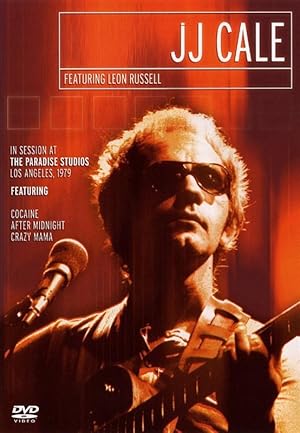 JJ CALE
FEATURING LEON RUSSELL
IN SESSION AT
THE PARADISE STUDIOS
LOS ANGELES, 1979
FEATURING
COCAINE
AFTER MIDNIGHT
CRAZY MAMA
DVD
VIDEO